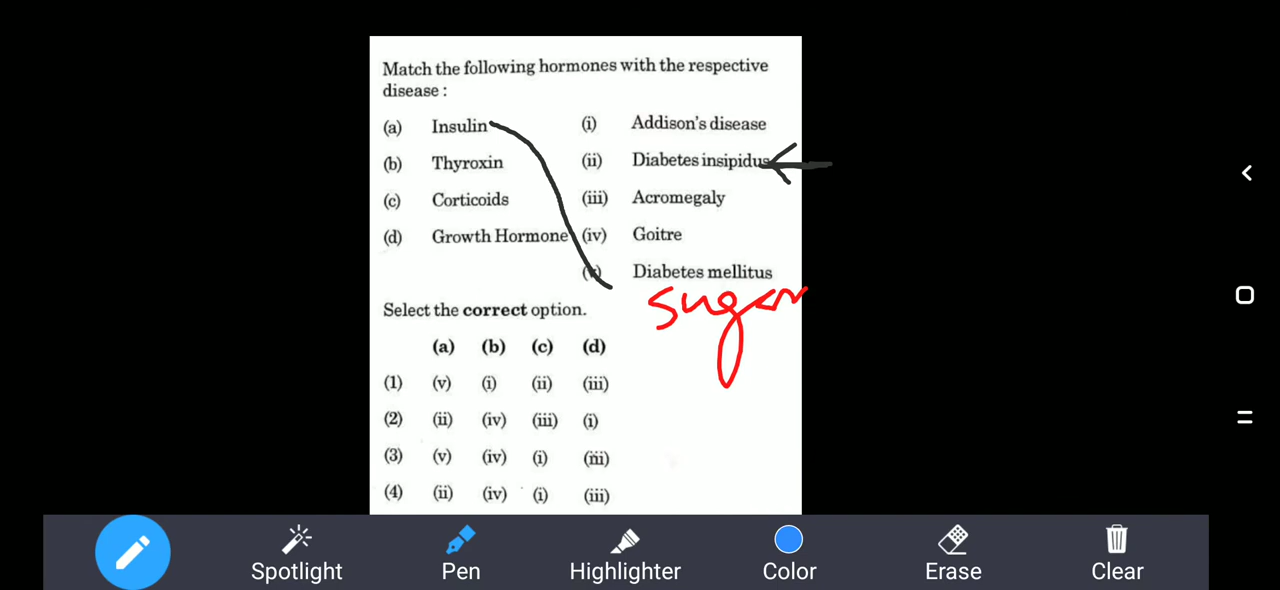 Match the following hormones with the respective
disease :
(a) Insulin (i) Addison's disease
(b) Thyroxin (ii) Diabetes insipidus
(c) Corticoids (iii) Acromegaly
(d) Growth Hormone (iv) Goitre
(v) Diabetes mellitus
sugar
Select the correct option.
(a) (b) (c) (d)
(1) (v) (i) (ii) (iii)
(2) (ii) (iv) (iii) (i)
(3) (v) (iv) (i) (iii)
(4) (ii) (iv) (i) (iii)
Spotlight Pen Highlighter Color Erase Clear